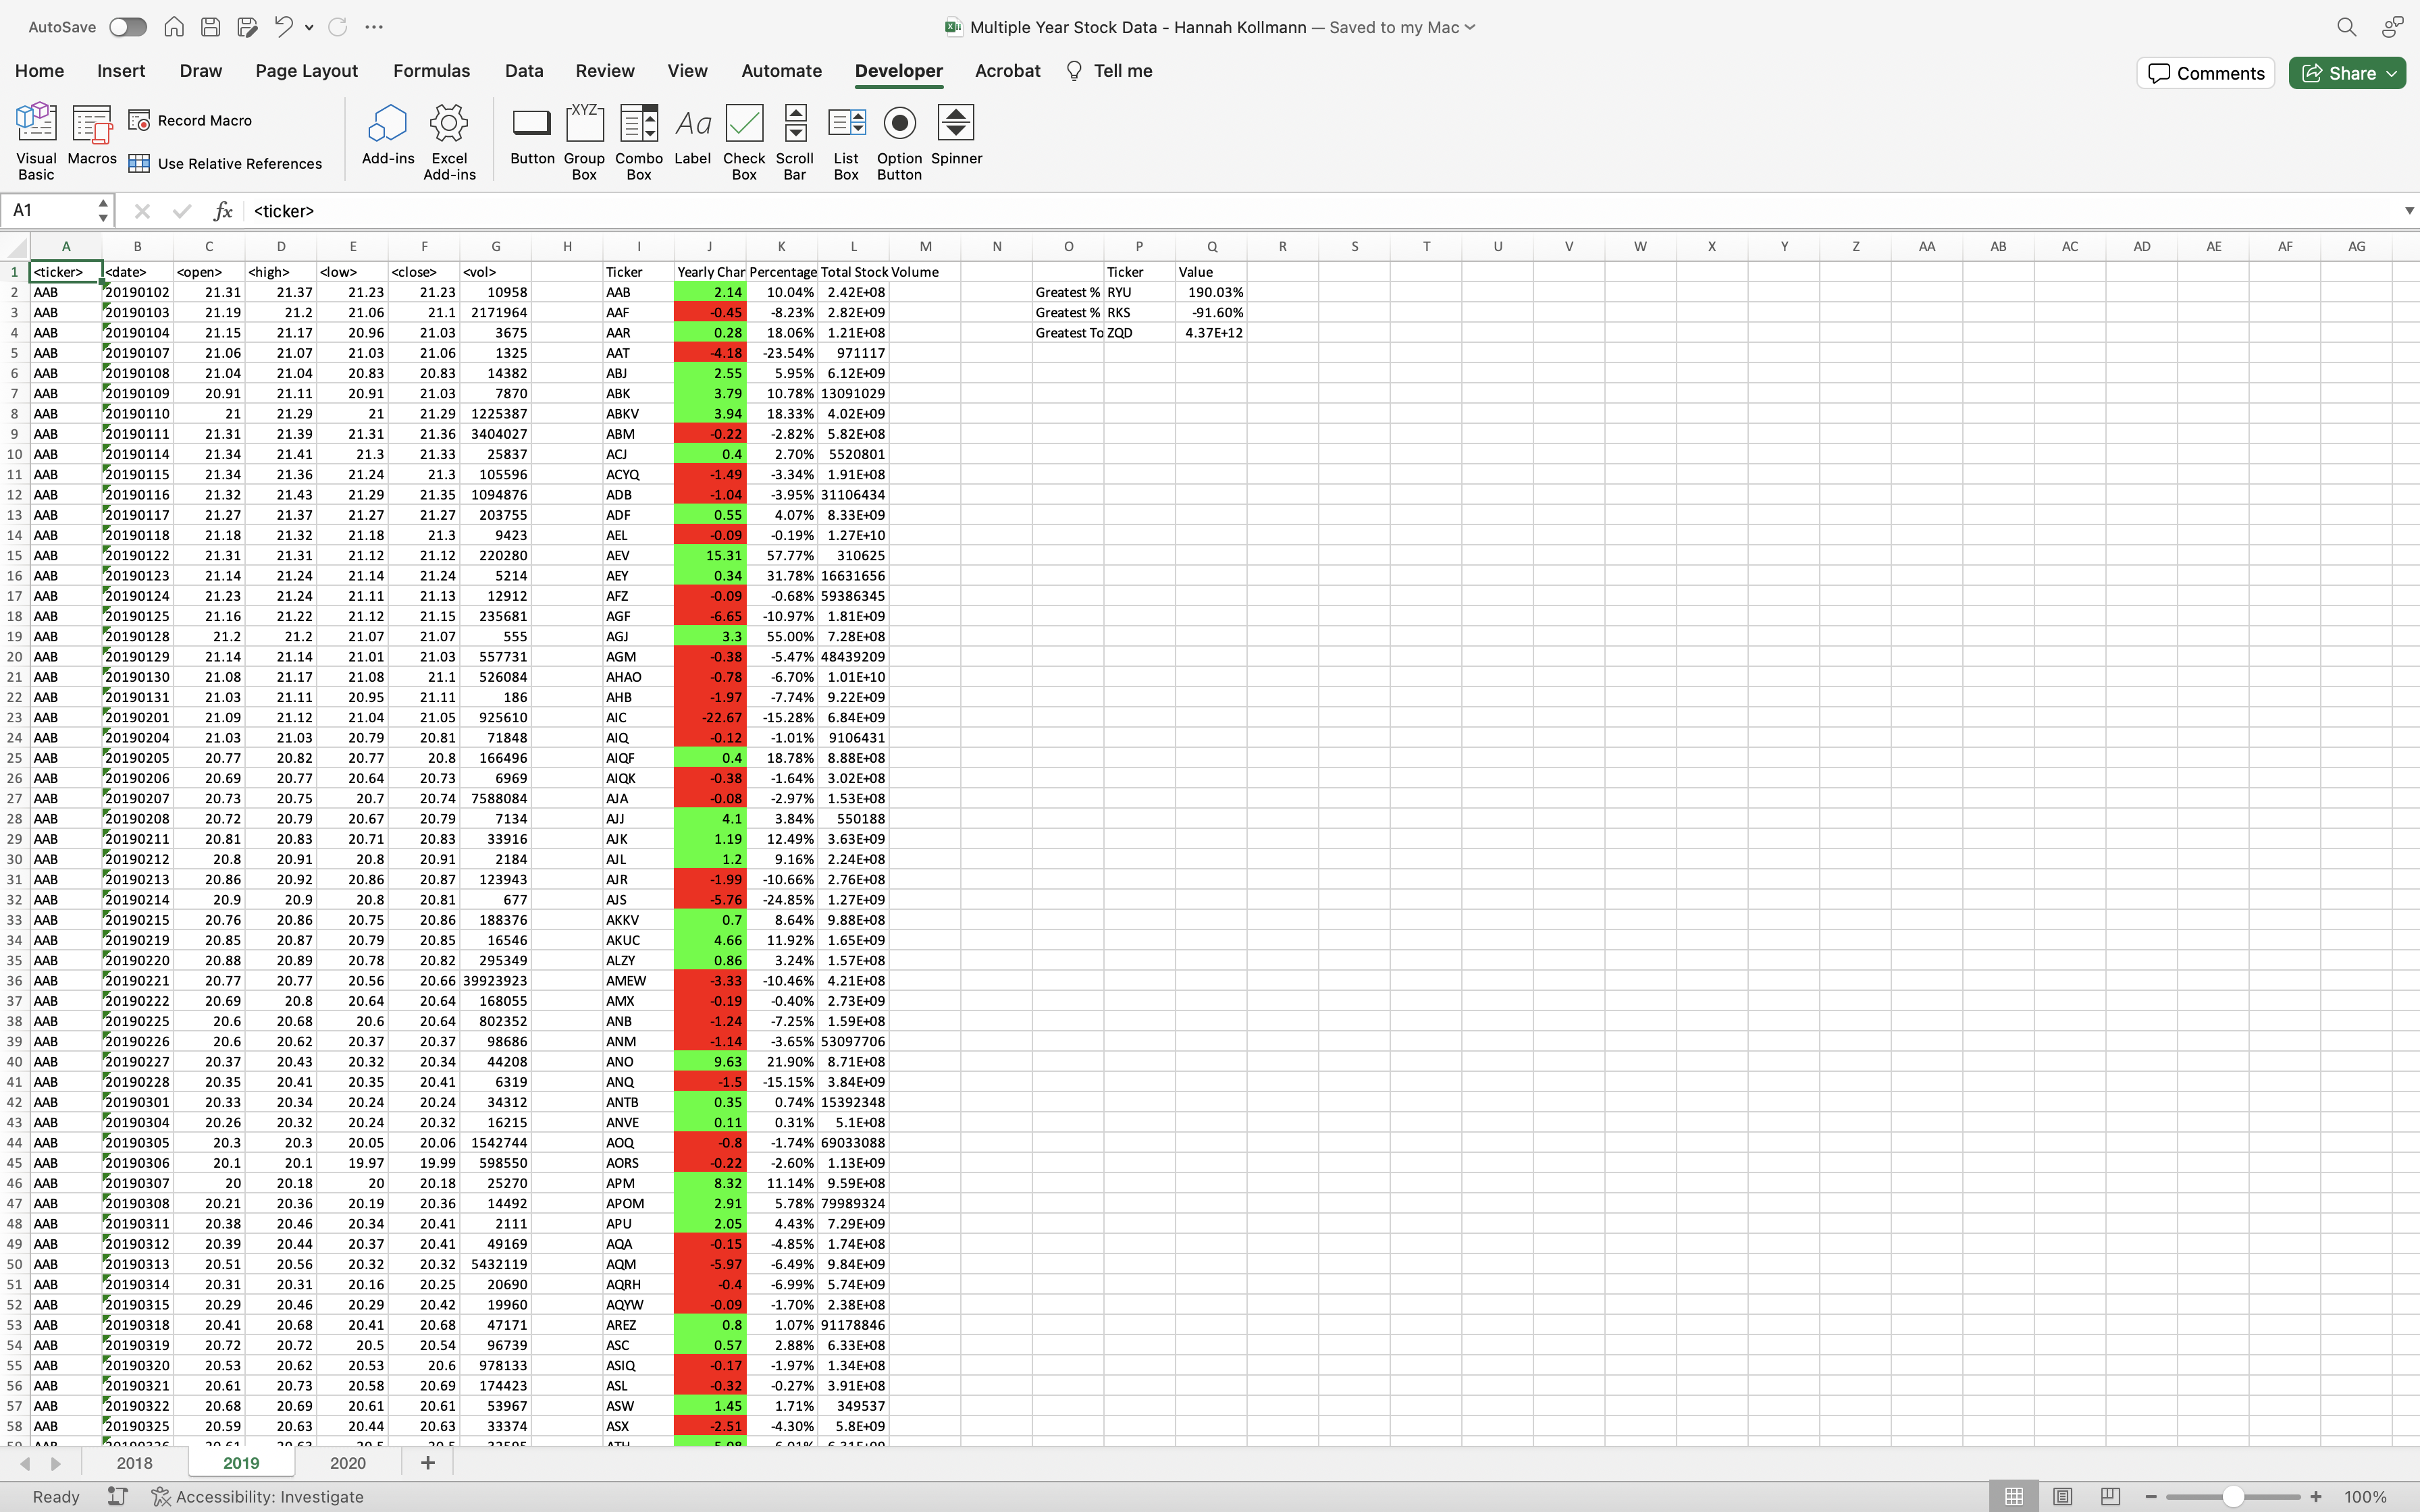 AutoSave Multiple Year Stock Data - Hannah Kollmann — Saved to my Mac
Home Insert Draw Page Layout Formulas Data Review View Automate Developer Acrobat Tell me Comments Share
Visual Basic Macros Record Macro Use Relative References Add-ins Excel Add-ins Button Group Box Combo Box Label Check Box Scroll Bar List Box Option Button Spinner
A1 fx <ticker>
A B C D E F G H I J K L M N O P Q R S T U V W X Y Z AA AB AC AD AE AF AG
1 <ticker> <date> <open> <high> <low> <close> <vol> Ticker Yearly Char Percentage Total Stock Volume Ticker Value
2 AAB 20190102 21.31 21.37 21.23 21.23 10958 AAB 2.14 10.04% 2.42E+08 Greatest % RYU 190.03%
3 AAB 20190103 21.19 21.2 21.06 21.1 2171964 AAF -0.45 -8.23% 2.82E+09 Greatest % RKS -91.60%
4 AAB 20190104 21.15 21.17 20.96 21.03 3675 AAR 0.28 18.06% 1.21E+08 Greatest To ZQD 4.37E+12
5 AAB 20190107 21.06 21.07 21.03 21.06 1325 AAT -4.18 -23.54% 971117
6 AAB 20190108 21.04 21.04 20.83 20.83 14382 ABJ 2.55 5.95% 6.12E+09
7 AAB 20190109 20.91 21.11 20.91 21.03 7870 ABK 3.79 10.78% 13091029
8 AAB 20190110 21 21.29 21 21.29 1225387 ABKV 3.94 18.33% 4.02E+09
9 AAB 20190111 21.31 21.39 21.31 21.36 3404027 ABM -0.22 -2.82% 5.82E+08
10 AAB 20190114 21.34 21.41 21.3 21.33 25837 ACJ 0.4 2.70% 5520801
11 AAB 20190115 21.34 21.36 21.24 21.3 105596 ACYQ -1.49 -3.34% 1.91E+08
12 AAB 20190116 21.32 21.43 21.29 21.35 1094876 ADB -1.04 -3.95% 31106434
13 AAB 20190117 21.27 21.37 21.27 21.27 203755 ADF 0.55 4.07% 8.33E+09
14 AAB 20190118 21.18 21.32 21.18 21.3 9423 AEL -0.09 -0.19% 1.27E+10
15 AAB 20190122 21.31 21.31 21.12 21.12 220280 AEV 15.31 57.77% 310625
16 AAB 20190123 21.14 21.24 21.14 21.24 5214 AEY 0.34 31.78% 16631656
17 AAB 20190124 21.23 21.24 21.11 21.13 12912 AFZ -0.09 -0.68% 59386345
18 AAB 20190125 21.16 21.22 21.12 21.15 235681 AGF -6.65 -10.97% 1.81E+09
19 AAB 20190128 21.2 21.2 21.07 21.07 555 AGJ 3.3 55.00% 7.28E+08
20 AAB 20190129 21.14 21.14 21.01 21.03 557731 AGM -0.38 -5.47% 48439209
21 AAB 20190130 21.08 21.17 21.08 21.1 526084 AHAO -0.78 -6.70% 1.01E+10
22 AAB 20190131 21.03 21.11 20.95 21.11 186 AHB -1.97 -7.74% 9.22E+09
23 AAB 20190201 21.09 21.12 21.04 21.05 925610 AIC -22.67 -15.28% 6.84E+09
24 AAB 20190204 21.03 21.03 20.79 20.81 71848 AIQ -0.12 -1.01% 9106431
25 AAB 20190205 20.77 20.82 20.77 20.8 166496 AIQF 0.4 18.78% 8.88E+08
26 AAB 20190206 20.69 20.77 20.64 20.73 6969 AIQK -0.38 -1.64% 3.02E+08
27 AAB 20190207 20.73 20.75 20.7 20.74 7588084 AJA -0.08 -2.97% 1.53E+08
28 AAB 20190208 20.72 20.79 20.67 20.79 7134 AJJ 4.1 3.84% 550188
29 AAB 20190211 20.81 20.83 20.71 20.83 33916 AJK 1.19 12.49% 3.63E+09
30 AAB 20190212 20.8 20.91 20.8 20.91 2184 AJL 1.2 9.16% 2.24E+08
31 AAB 20190213 20.86 20.92 20.86 20.87 123943 AJR -1.99 -10.66% 2.76E+08
32 AAB 20190214 20.9 20.9 20.8 20.81 677 AJS -5.76 -24.85% 1.27E+09
33 AAB 20190215 20.76 20.86 20.75 20.86 188376 AKKV 0.7 8.64% 9.88E+08
34 AAB 20190219 20.85 20.87 20.79 20.85 16546 AKUC 4.66 11.92% 1.65E+09
35 AAB 20190220 20.88 20.89 20.78 20.82 295349 ALZY 0.86 3.24% 1.57E+08
36 AAB 20190221 20.77 20.77 20.56 20.66 39923923 AMEW -3.33 -10.46% 4.21E+08
37 AAB 20190222 20.69 20.8 20.64 20.64 168055 AMX -0.19 -0.40% 2.73E+09
38 AAB 20190225 20.6 20.68 20.6 20.64 802352 ANB -1.24 -7.25% 1.59E+08
39 AAB 20190226 20.6 20.62 20.37 20.37 98686 ANM -1.14 -3.65% 53097706
40 AAB 20190227 20.37 20.43 20.32 20.34 44208 ANO 9.63 21.90% 8.71E+08
41 AAB 20190228 20.35 20.41 20.35 20.41 6319 ANQ -1.5 -15.15% 3.84E+09
42 AAB 20190301 20.33 20.34 20.24 20.24 34312 ANTB 0.35 0.74% 15392348
43 AAB 20190304 20.26 20.32 20.24 20.32 16215 ANVE 0.11 0.31% 5.1E+08
44 AAB 20190305 20.3 20.3 20.05 20.06 1542744 AOQ -0.8 -1.74% 69033088
45 AAB 20190306 20.1 20.1 19.97 19.99 598550 AORS -0.22 -2.60% 1.13E+09
46 AAB 20190307 20 20.18 20 20.18 25270 APM 8.32 11.14% 9.59E+08
47 AAB 20190308 20.21 20.36 20.19 20.36 14492 APOM 2.91 5.78% 79989324
48 AAB 20190311 20.38 20.46 20.34 20.41 2111 APU 2.05 4.43% 7.29E+09
49 AAB 20190312 20.39 20.44 20.37 20.41 49169 AQA -0.15 -4.85% 1.74E+08
50 AAB 20190313 20.51 20.56 20.32 20.32 5432119 AQM -5.97 -6.49% 9.84E+09
51 AAB 20190314 20.31 20.31 20.16 20.25 20690 AQRH -0.4 -6.99% 5.74E+09
52 AAB 20190315 20.29 20.46 20.29 20.42 19960 AQYW -0.09 -1.70% 2.38E+08
53 AAB 20190318 20.41 20.68 20.41 20.68 47171 AREZ 0.8 1.07% 91178846
54 AAB 20190319 20.72 20.72 20.5 20.54 96739 ASC 0.57 2.88% 6.33E+08
55 AAB 20190320 20.53 20.62 20.53 20.6 978133 ASIQ -0.17 -1.97% 1.34E+08
56 AAB 20190321 20.61 20.73 20.58 20.69 174423 ASL -0.32 -0.27% 3.91E+08
57 AAB 20190322 20.68 20.69 20.61 20.61 53967 ASW 1.45 1.71% 349537
58 AAB 20190325 20.59 20.63 20.44 20.63 33374 ASX -2.51 -4.30% 5.8E+09
2018 2019 2020 +
Ready Accessibility: Investigate 100%